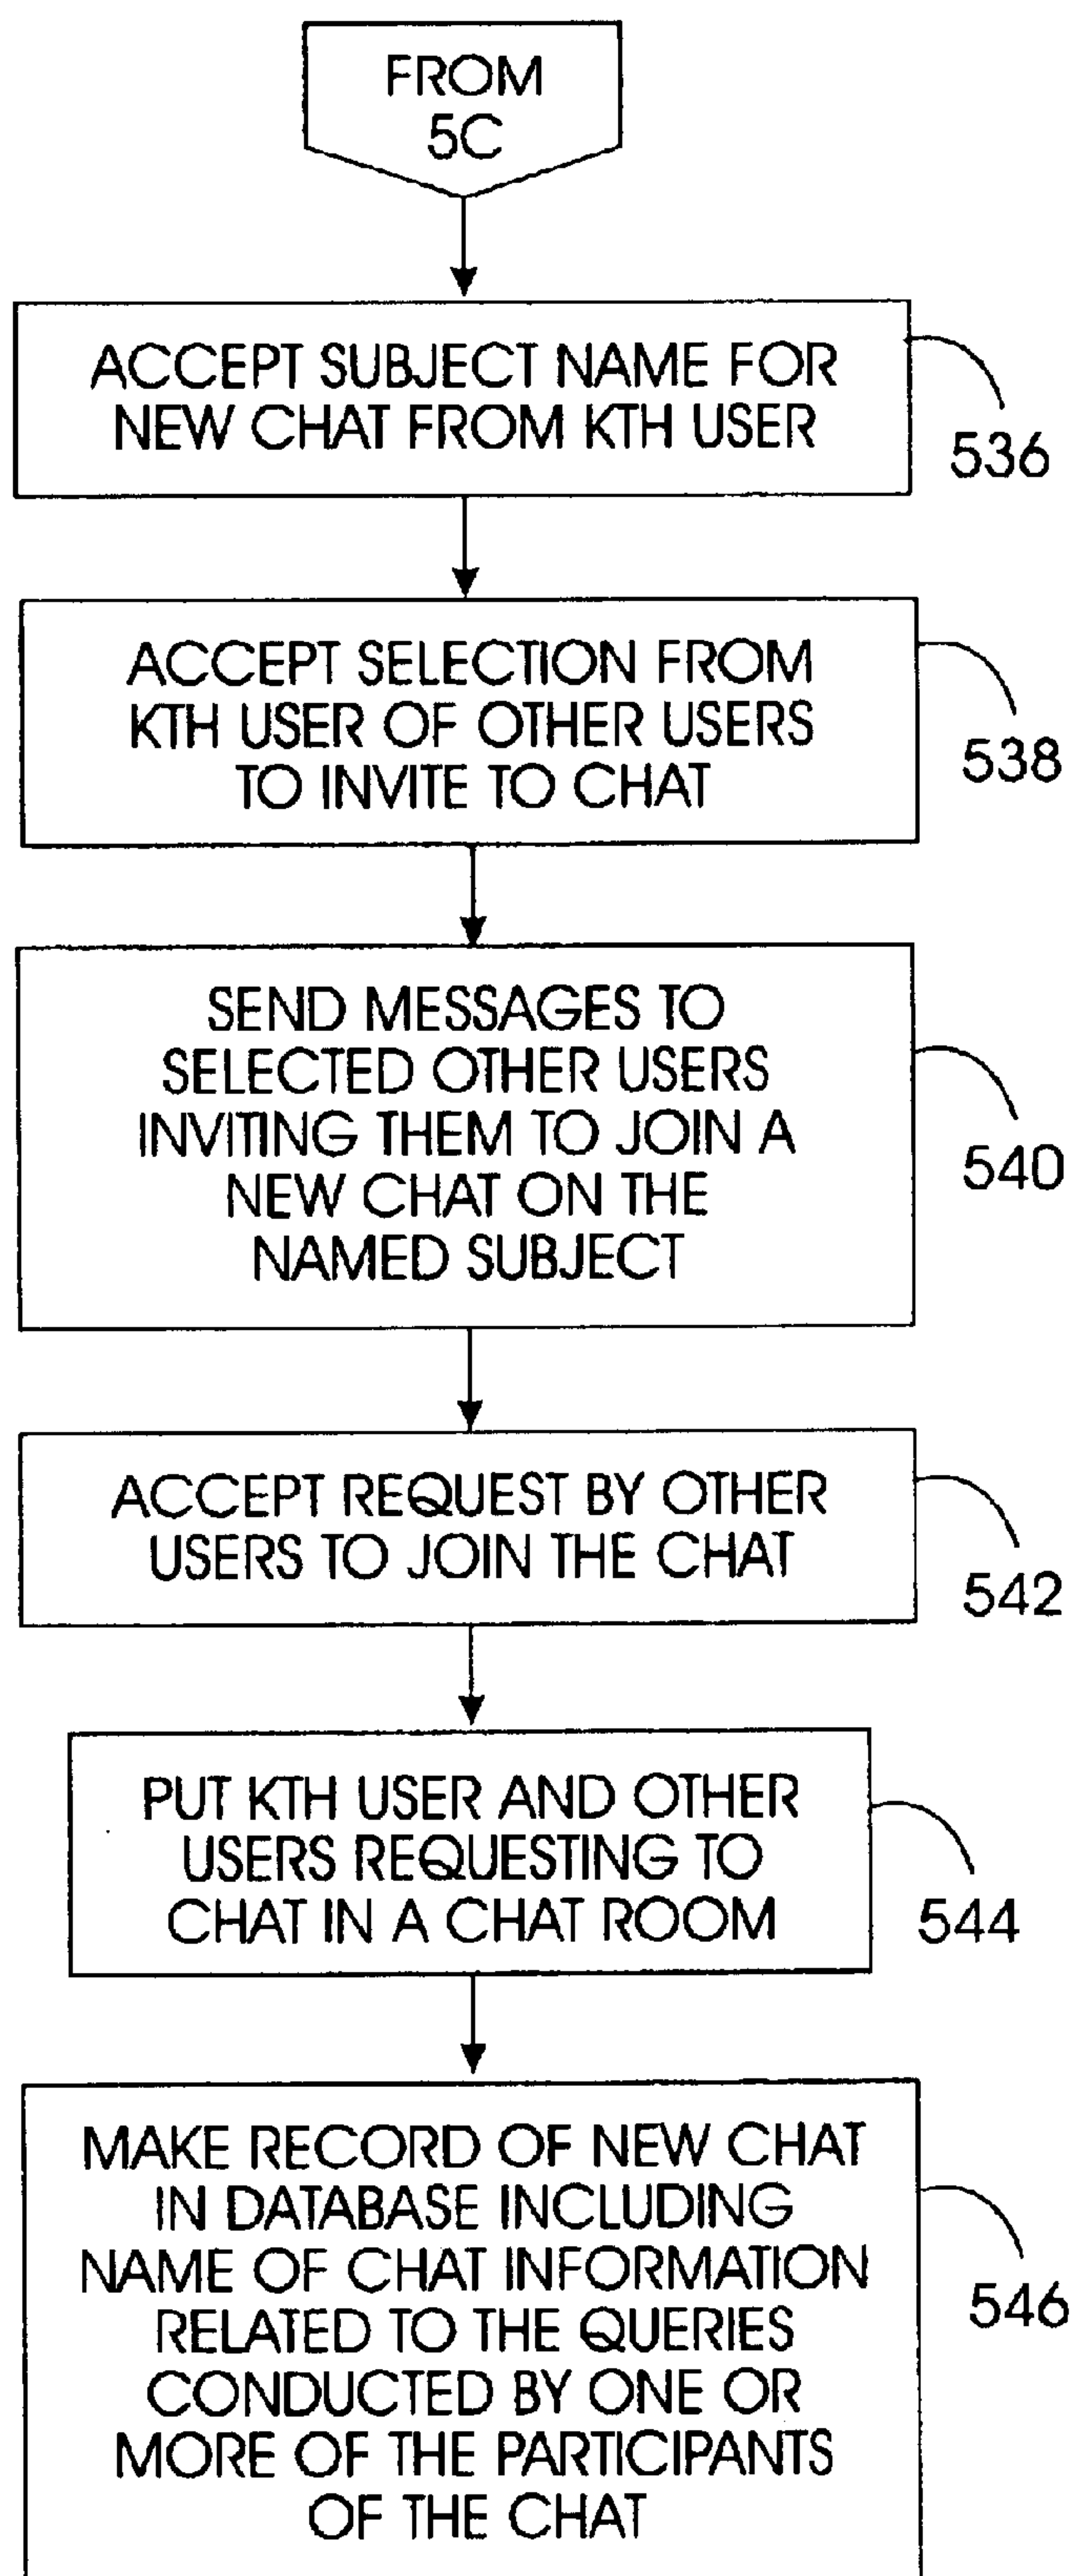 FROM
5C
ACCEPT SUBJECT NAME FOR
NEW CHAT FROM KTH USER
536
ACCEPT SELECTION FROM
KTH USER OF OTHER USERS
TO INVITE TO CHAT
538
SEND MESSAGES TO
SELECTED OTHER USERS
INVITING THEM TO JOIN A
NEW CHAT ON THE
NAMED SUBJECT
540
ACCEPT REQUEST BY OTHER
USERS TO JOIN THE CHAT
542
PUT KTH USER AND OTHER
USERS REQUESTING TO
CHAT IN A CHAT ROOM
544
MAKE RECORD OF NEW CHAT
IN DATABASE INCLUDING
NAME OF CHAT INFORMATION
RELATED TO THE QUERIES
CONDUCTED BY ONE OR
MORE OF THE PARTICIPANTS
OF THE CHAT
546